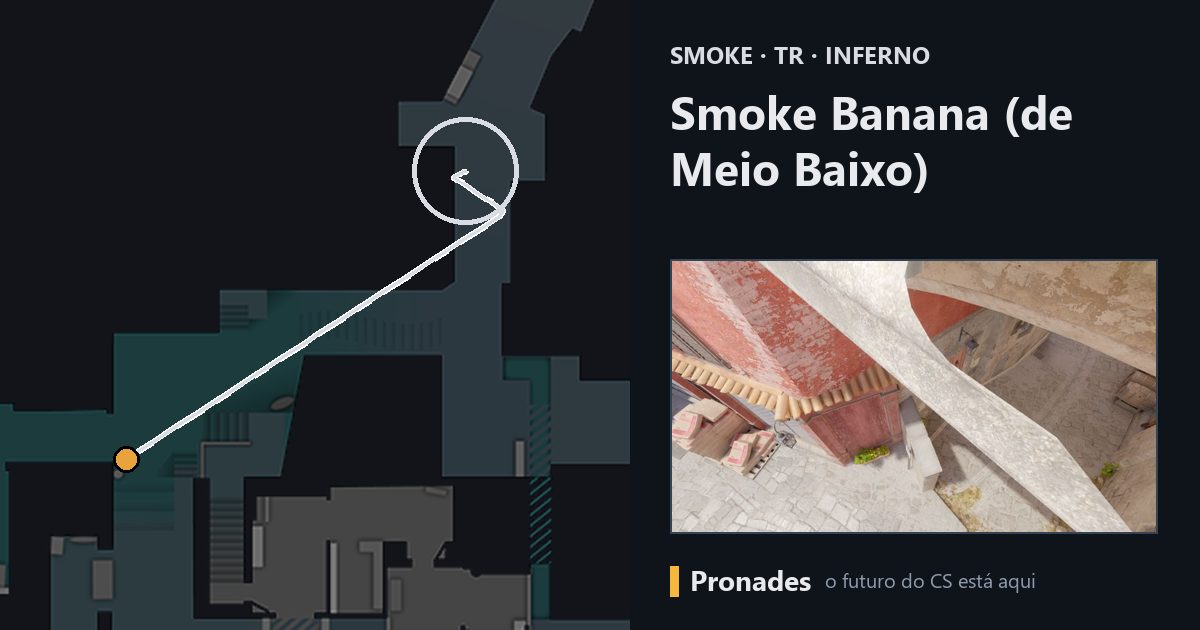 SMOKE · TR · INFERNO
Smoke Banana (de
Meio Baixo)
Pronades o futuro do CS está aqui